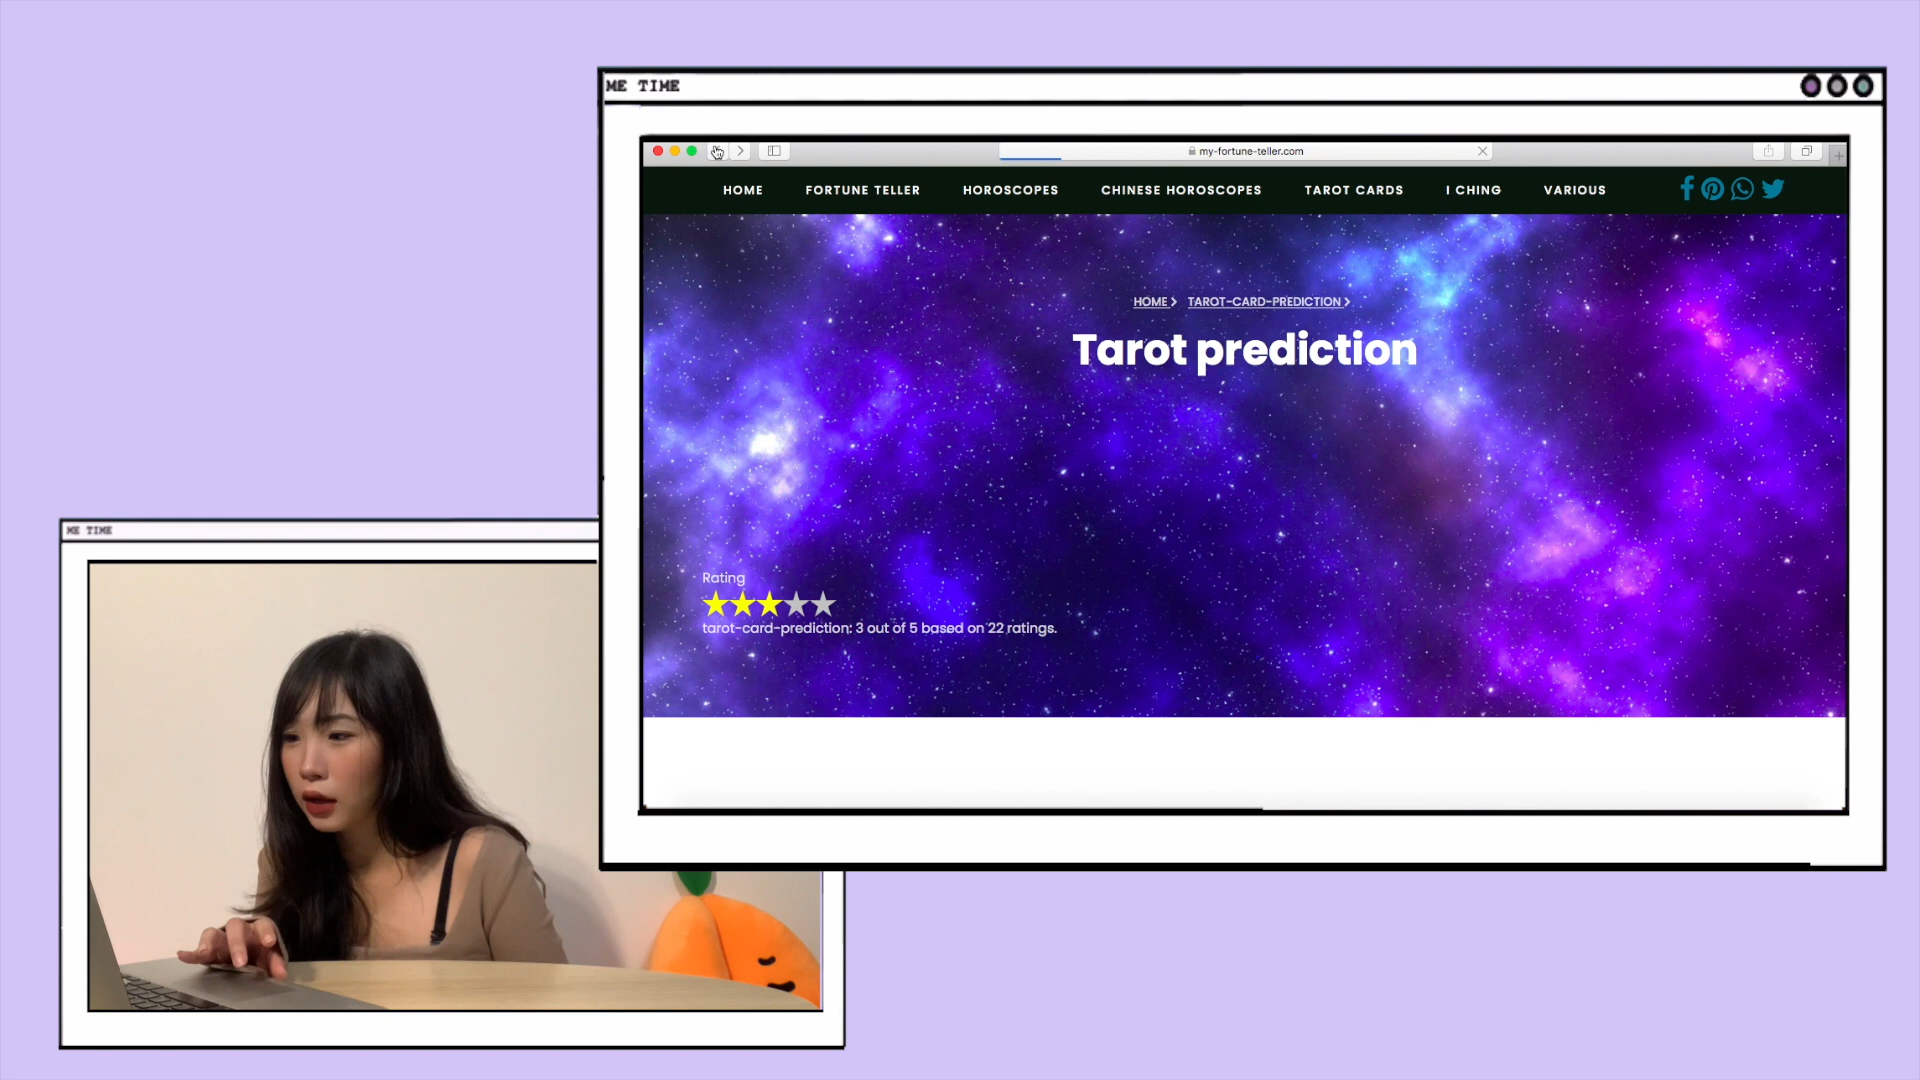 ME TIME
my-fortune-teller.com
HOME FORTUNE TELLER HOROSCOPES CHINESE HOROSCOPES TAROT CARDS I CHING VARIOUS
HOME TAROT-CARD-PREDICTION
Tarot prediction
Rating
tarot-card-prediction: 3 out of 5 based on 22 ratings.
ME TIME